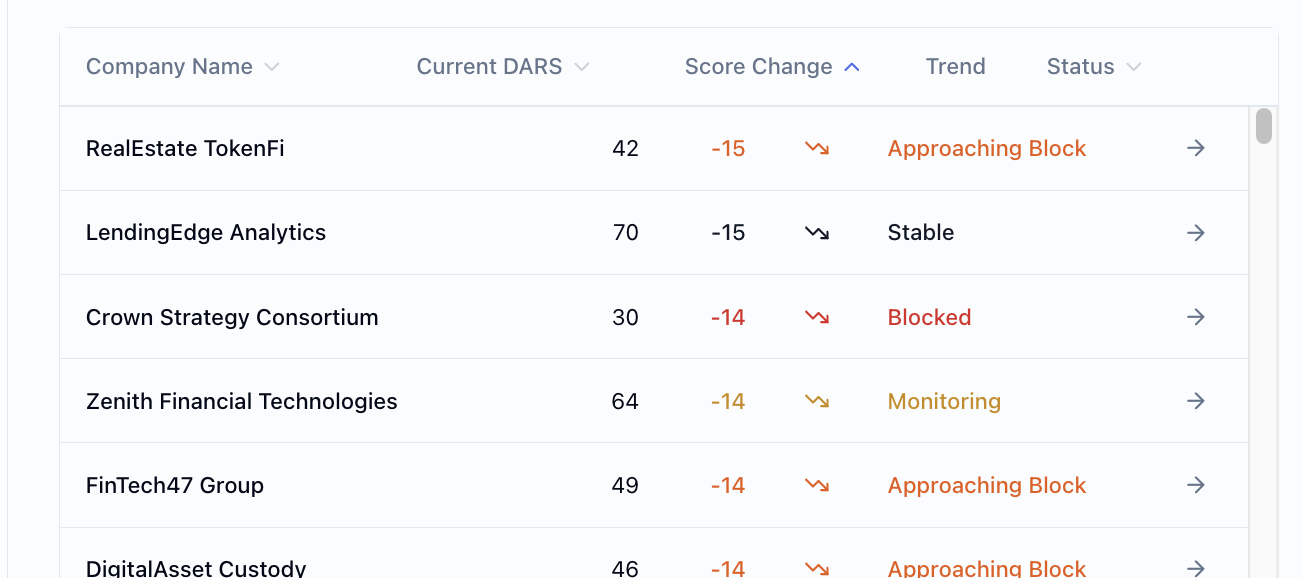 Company Name Current DARS Score Change Trend Status
RealEstate TokenFi 42 -15 Approaching Block
LendingEdge Analytics 70 -15 Stable
Crown Strategy Consortium 30 -14 Blocked
Zenith Financial Technologies 64 -14 Monitoring
FinTech47 Group 49 -14 Approaching Block
DigitalAsset Custody 46 -14 Approaching Block